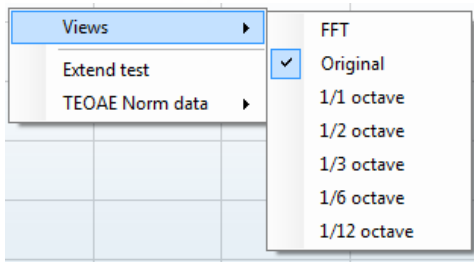 Views
Extend test
TEOAE Norm data
FFT
Original
1/1 octave
1/2 octave
1/3 octave
1/6 octave
1/12 octave